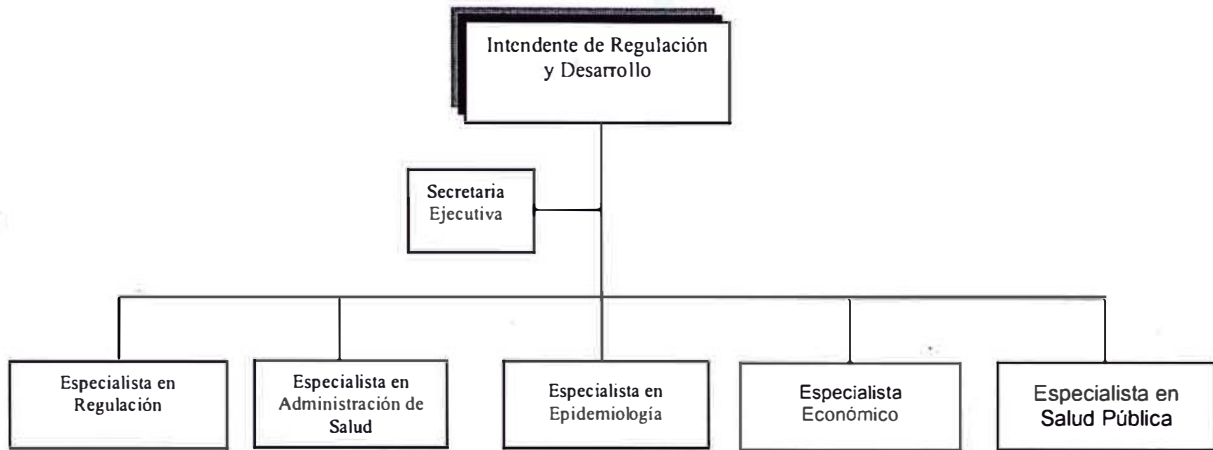 Intendente de Regulación
y Desarrollo
Secretaria
Ejecutiva
Especialista en
Regulación
Especialista en
Administración de
Salud
Especialista en
Epidemiología
Especialista
Económico
Especialista en
Salud Pública